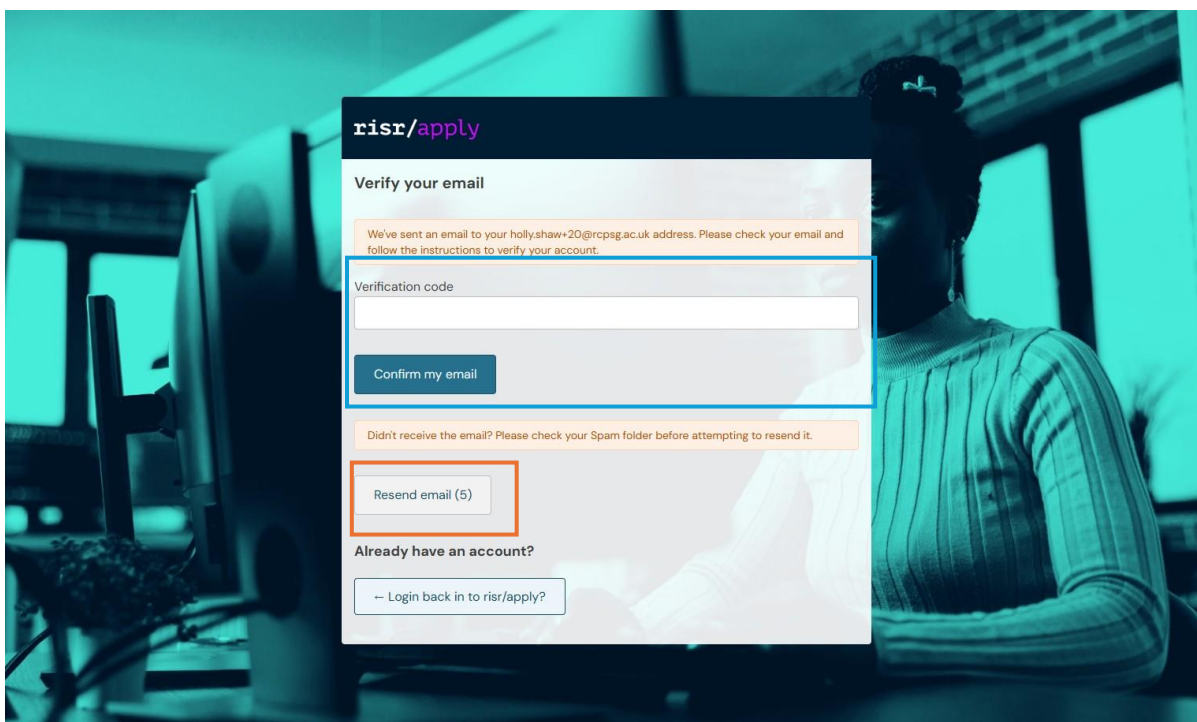 risr/apply
Verify your email
We've sent an email to your holly.shaw+20@rcpsg.ac.uk address. Please check your email and
follow the instructions to verify your account.
Verification code
Confirm my email
Didn't receive the email? Please check your Spam folder before attempting to resend it.
Resend email (5)
Already have an account?
← Login back in to risr/apply?